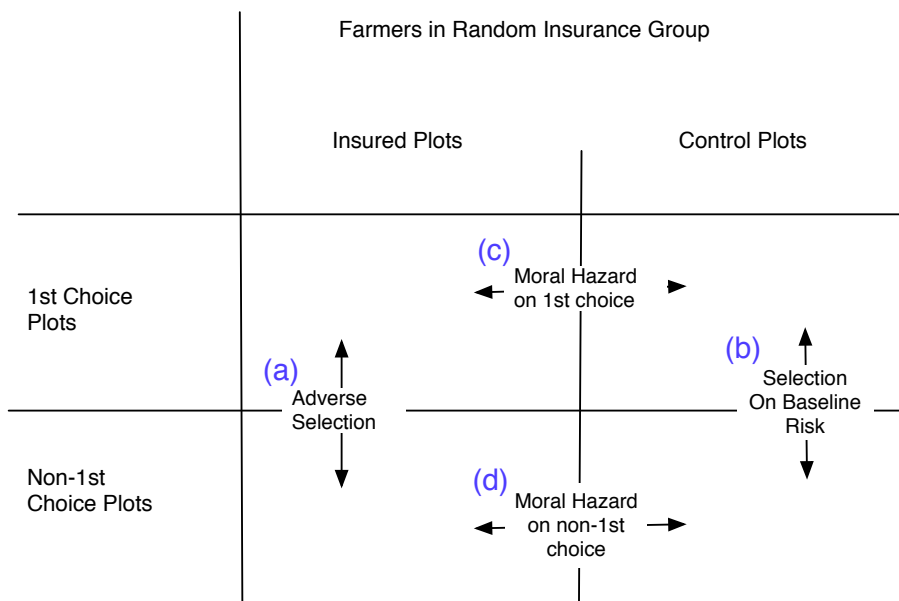 Farmers in Random Insurance Group
Insured Plots
Control Plots
1st Choice
Plots
(c)
Moral Hazard
on 1st choice
(a)
Adverse
Selection
(b)
Selection
On Baseline
Risk
Non-1st
Choice Plots
(d)
Moral Hazard
on non-1st
choice